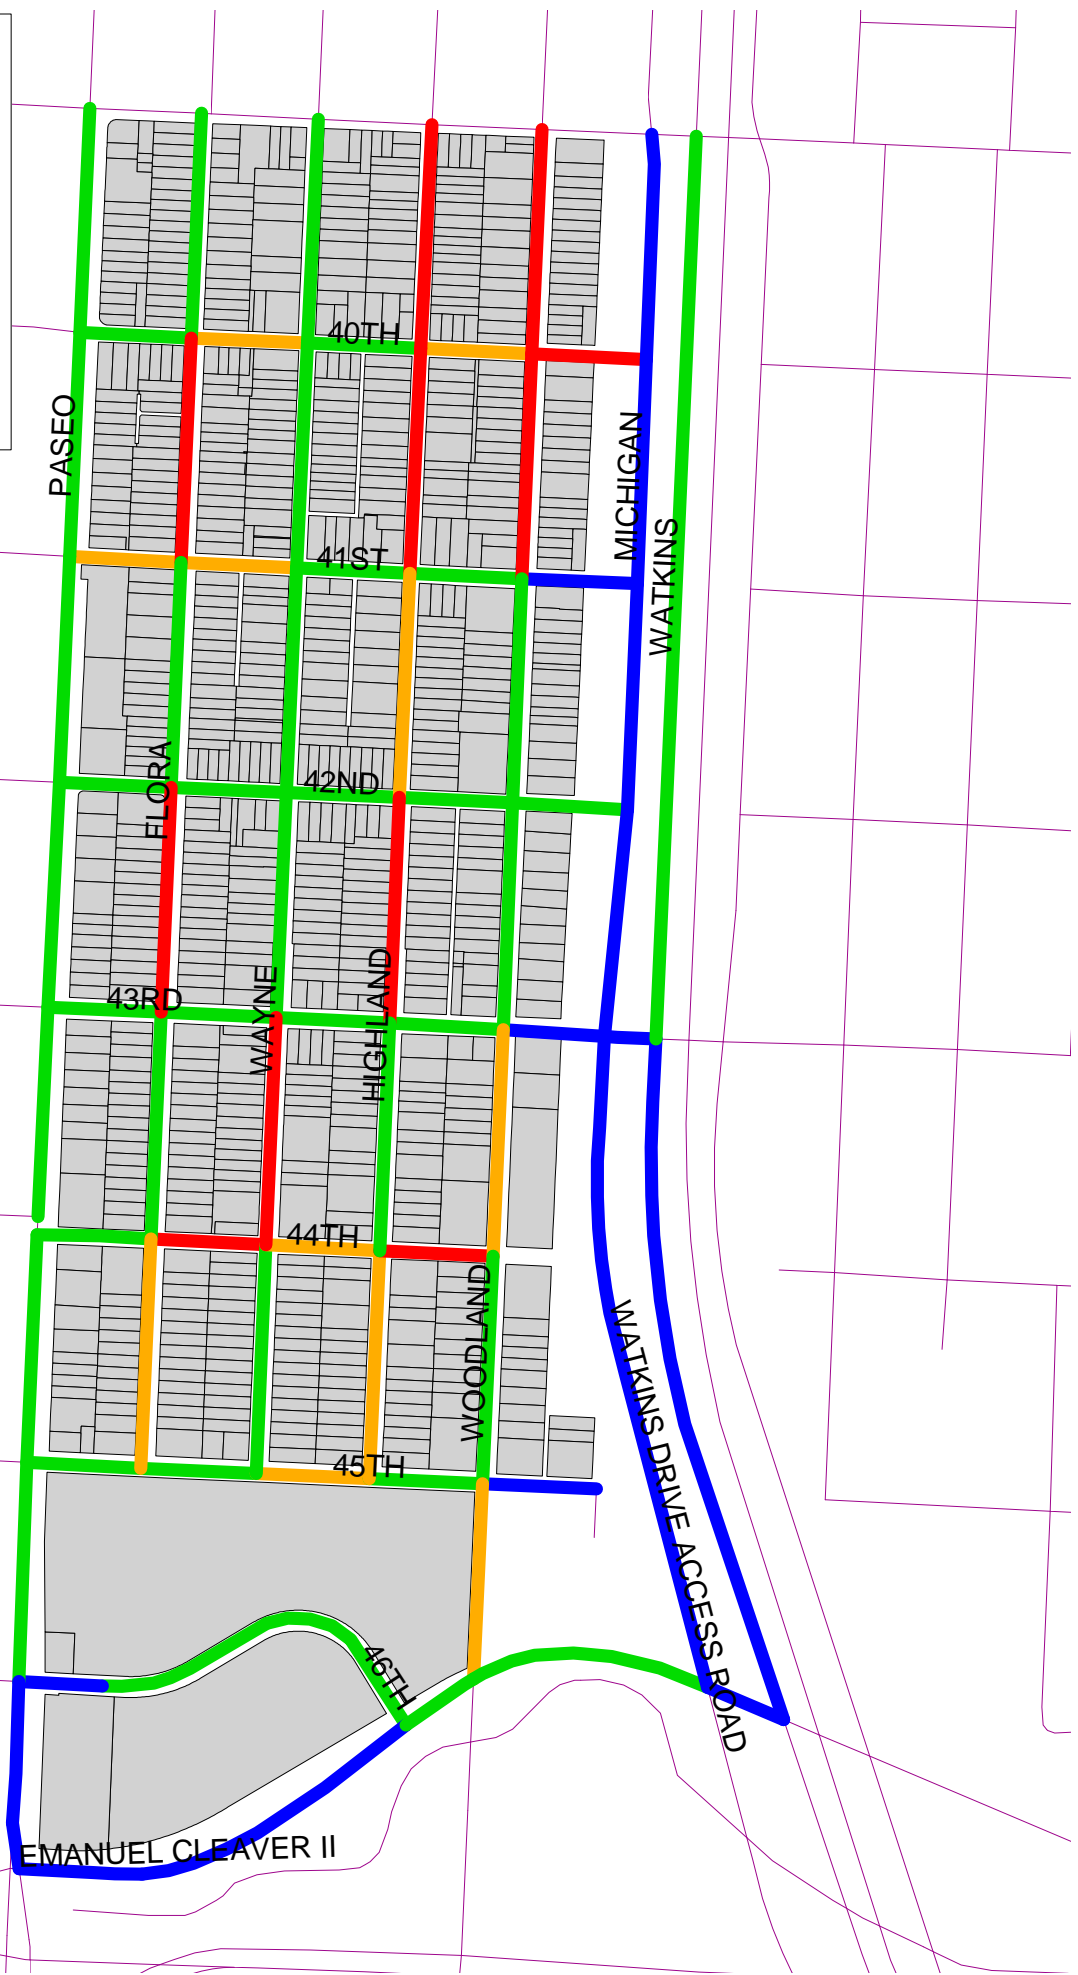 40TH
PASEO
MICHIGAN
WATKINS
41ST
FLORA
42ND
43RD
WAYNE
HIGHLAND
44TH
WOODLAND
45TH
WATKINS DRIVE ACCESS ROAD
46TH
EMANUEL CLEAVER II